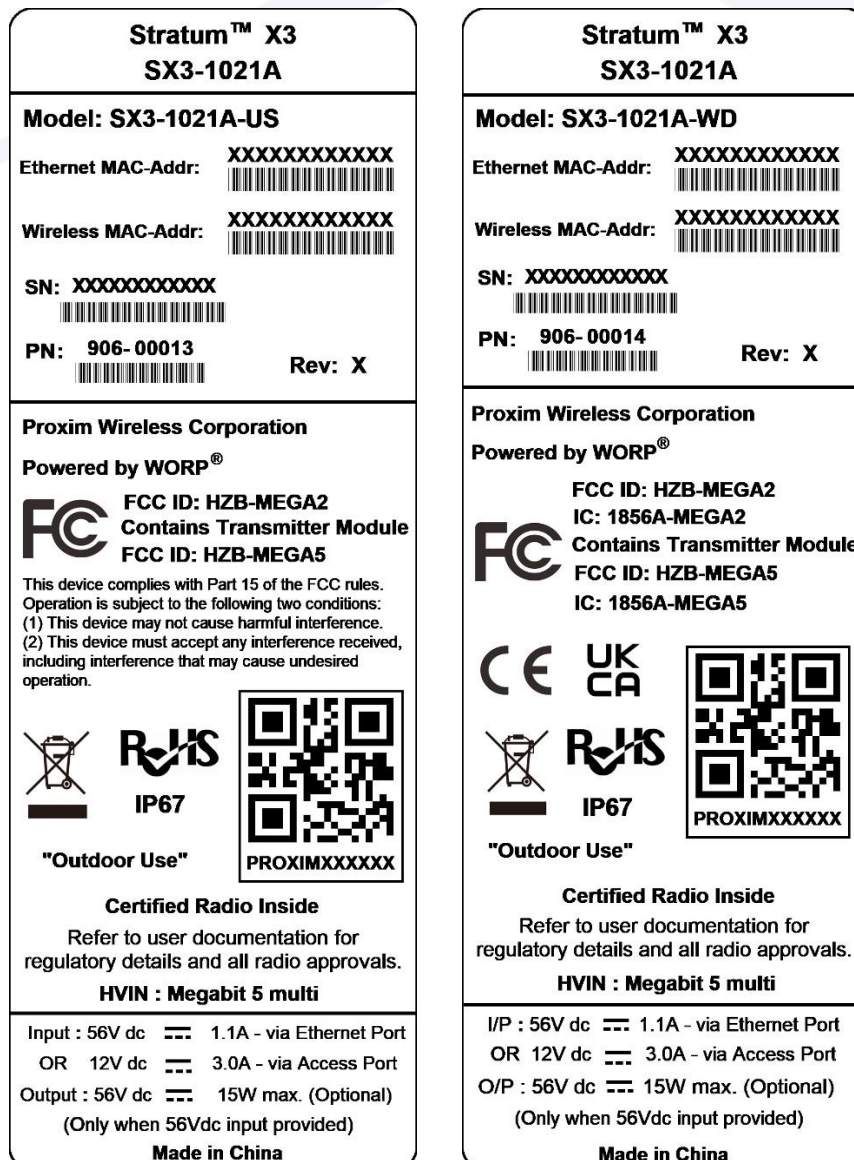 Stratum™ X3
SX3-1021A
Model: SX3-1021A-US
Ethernet MAC-Addr: XXXXXXXXXXXX
Wireless MAC-Addr: XXXXXXXXXXXX
SN: XXXXXXXXXXXX
PN: 906-00013
Rev: X
Proxim Wireless Corporation
Powered by WORP®
FC
FCC ID: HZB-MEGA2
Contains Transmitter Module
FCC ID: HZB-MEGA5
This device complies with Part 15 of the FCC rules.
Operation is subject to the following two conditions:
(1) This device may not cause harmful interference.
(2) This device must accept any interference received,
including interference that may cause undesired
operation.
RoHS
IP67
"Outdoor Use"
PROXIMXXXXXX
Certified Radio Inside
Refer to user documentation for
regulatory details and all radio approvals.
HVIN : Megabit 5 multi
Input : 56V dc 1.1A - via Ethernet Port
OR 12V dc 3.0A - via Access Port
Output : 56V dc 15W max. (Optional)
(Only when 56Vdc input provided)
Made in China
Stratum™ X3
SX3-1021A
Model: SX3-1021A-WD
Ethernet MAC-Addr: XXXXXXXXXXXX
Wireless MAC-Addr: XXXXXXXXXXXX
SN: XXXXXXXXXXXX
PN: 906-00014
Rev: X
Proxim Wireless Corporation
Powered by WORP®
FC
FCC ID: HZB-MEGA2
IC: 1856A-MEGA2
Contains Transmitter Module
FCC ID: HZB-MEGA5
IC: 1856A-MEGA5
CE
UK
CA
RoHS
IP67
"Outdoor Use"
PROXIMXXXXXX
Certified Radio Inside
Refer to user documentation for
regulatory details and all radio approvals.
HVIN : Megabit 5 multi
I/P : 56V dc 1.1A - via Ethernet Port
OR 12V dc 3.0A - via Access Port
O/P : 56V dc 15W max. (Optional)
(Only when 56Vdc input provided)
Made in China